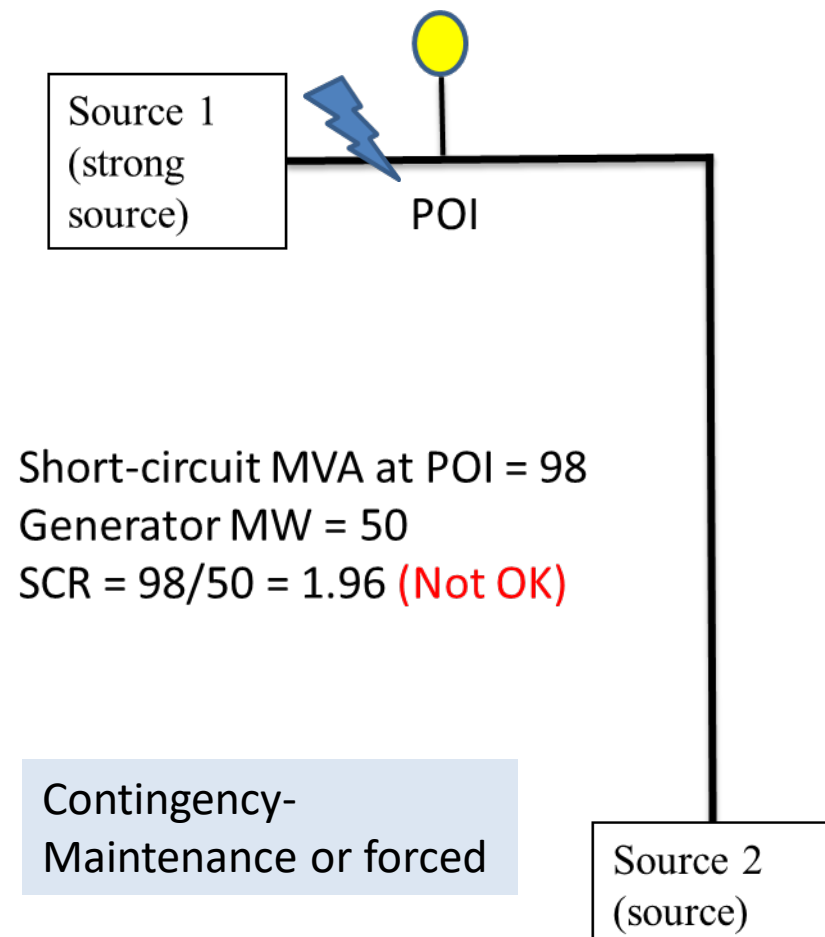 Source 1
(strong
source)
POI
Short-circuit MVA at POI = 98
Generator MW = 50
SCR = 98/50 = 1.96 (Not OK)
Contingency-
Maintenance or forced
Source 2
(source)